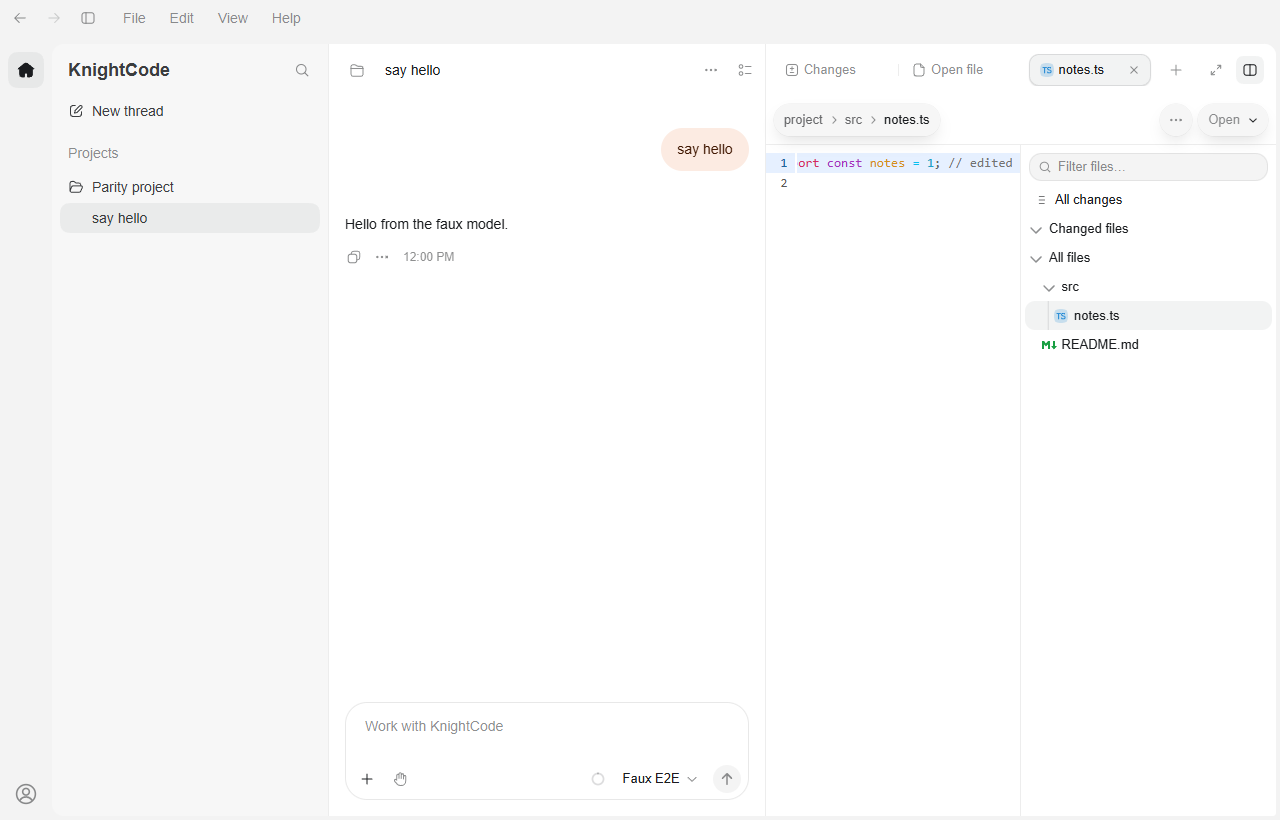 File Edit View Help
KnightCode
New thread
Projects
Parity project
say hello
say hello
say hello
Hello from the faux model.
12:00 PM
Work with KnightCode
Faux E2E
Changes
Open file
TS notes.ts
project > src > notes.ts
Open
1 ort const notes = 1; // edited
2
Filter files...
All changes
Changed files
All files
src
TS notes.ts
M↓ README.md